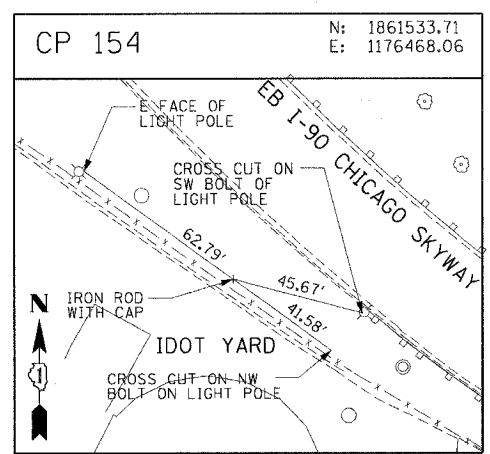 CP 154
N: 1861533.71
E: 1176468.06
E FACE OF
LIGHT POLE
EB I-90 CHICAGO SKYWAY
CROSS CUT ON
SW BOLT OF
LIGHT POLE
62.79'
45.67'
41.58'
N
IRON ROD
WITH CAP
1
IDOT YARD
CROSS CUT ON NW
BOLT ON LIGHT POLE